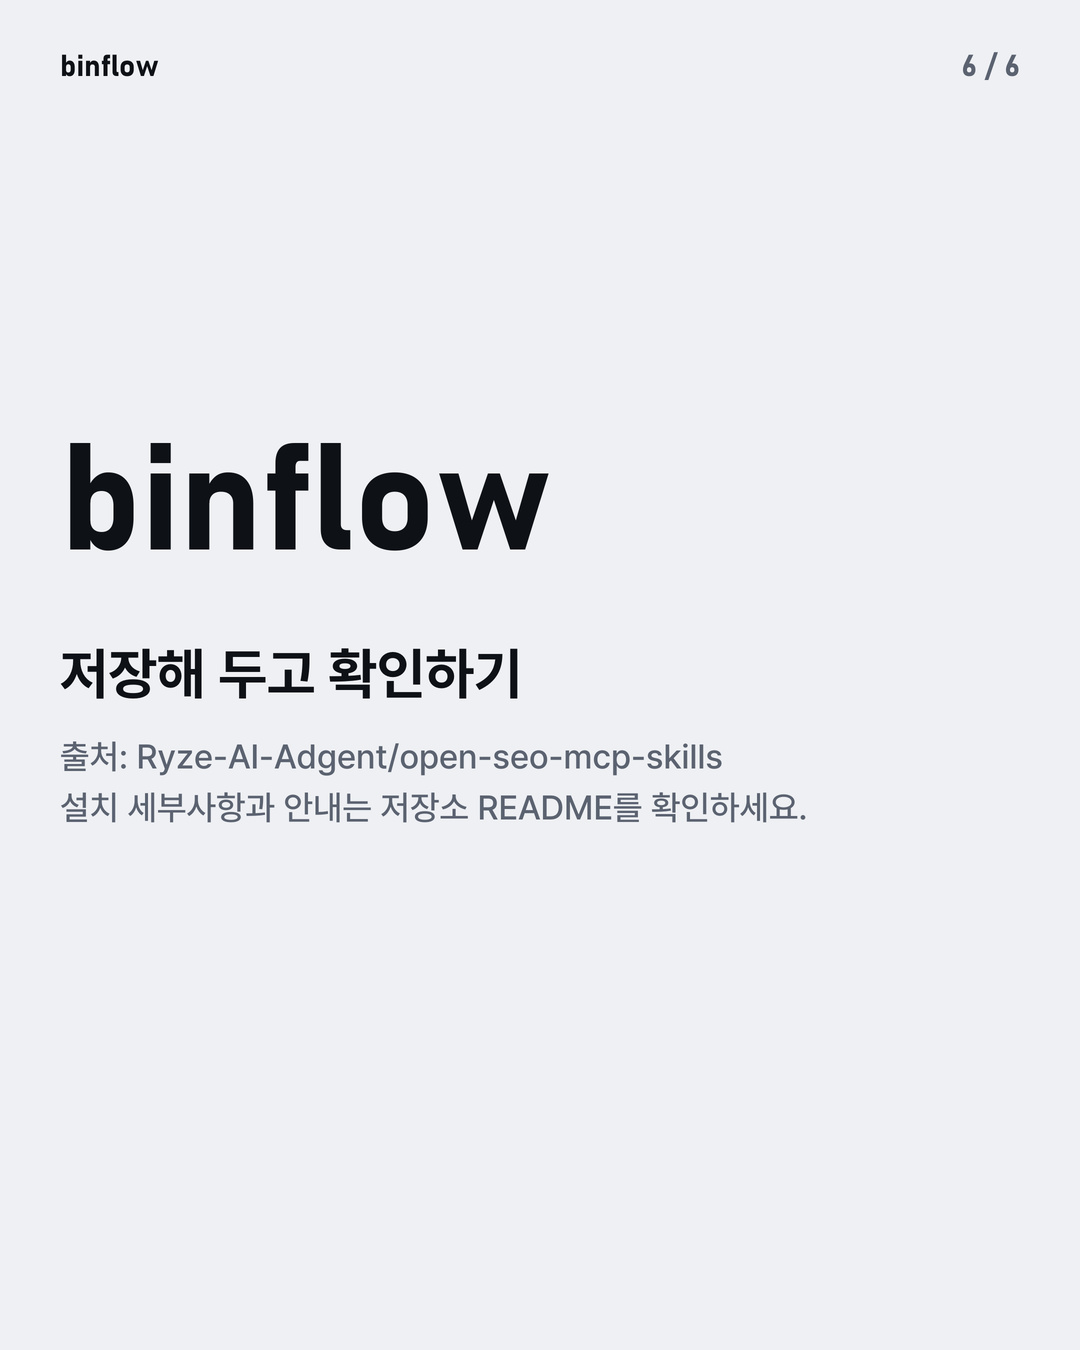 binflow
6 / 6
binflow
저장해 두고 확인하기
출처: Ryze-AI-Adgent/open-seo-mcp-skills
설치 세부사항과 안내는 저장소 README를 확인하세요.